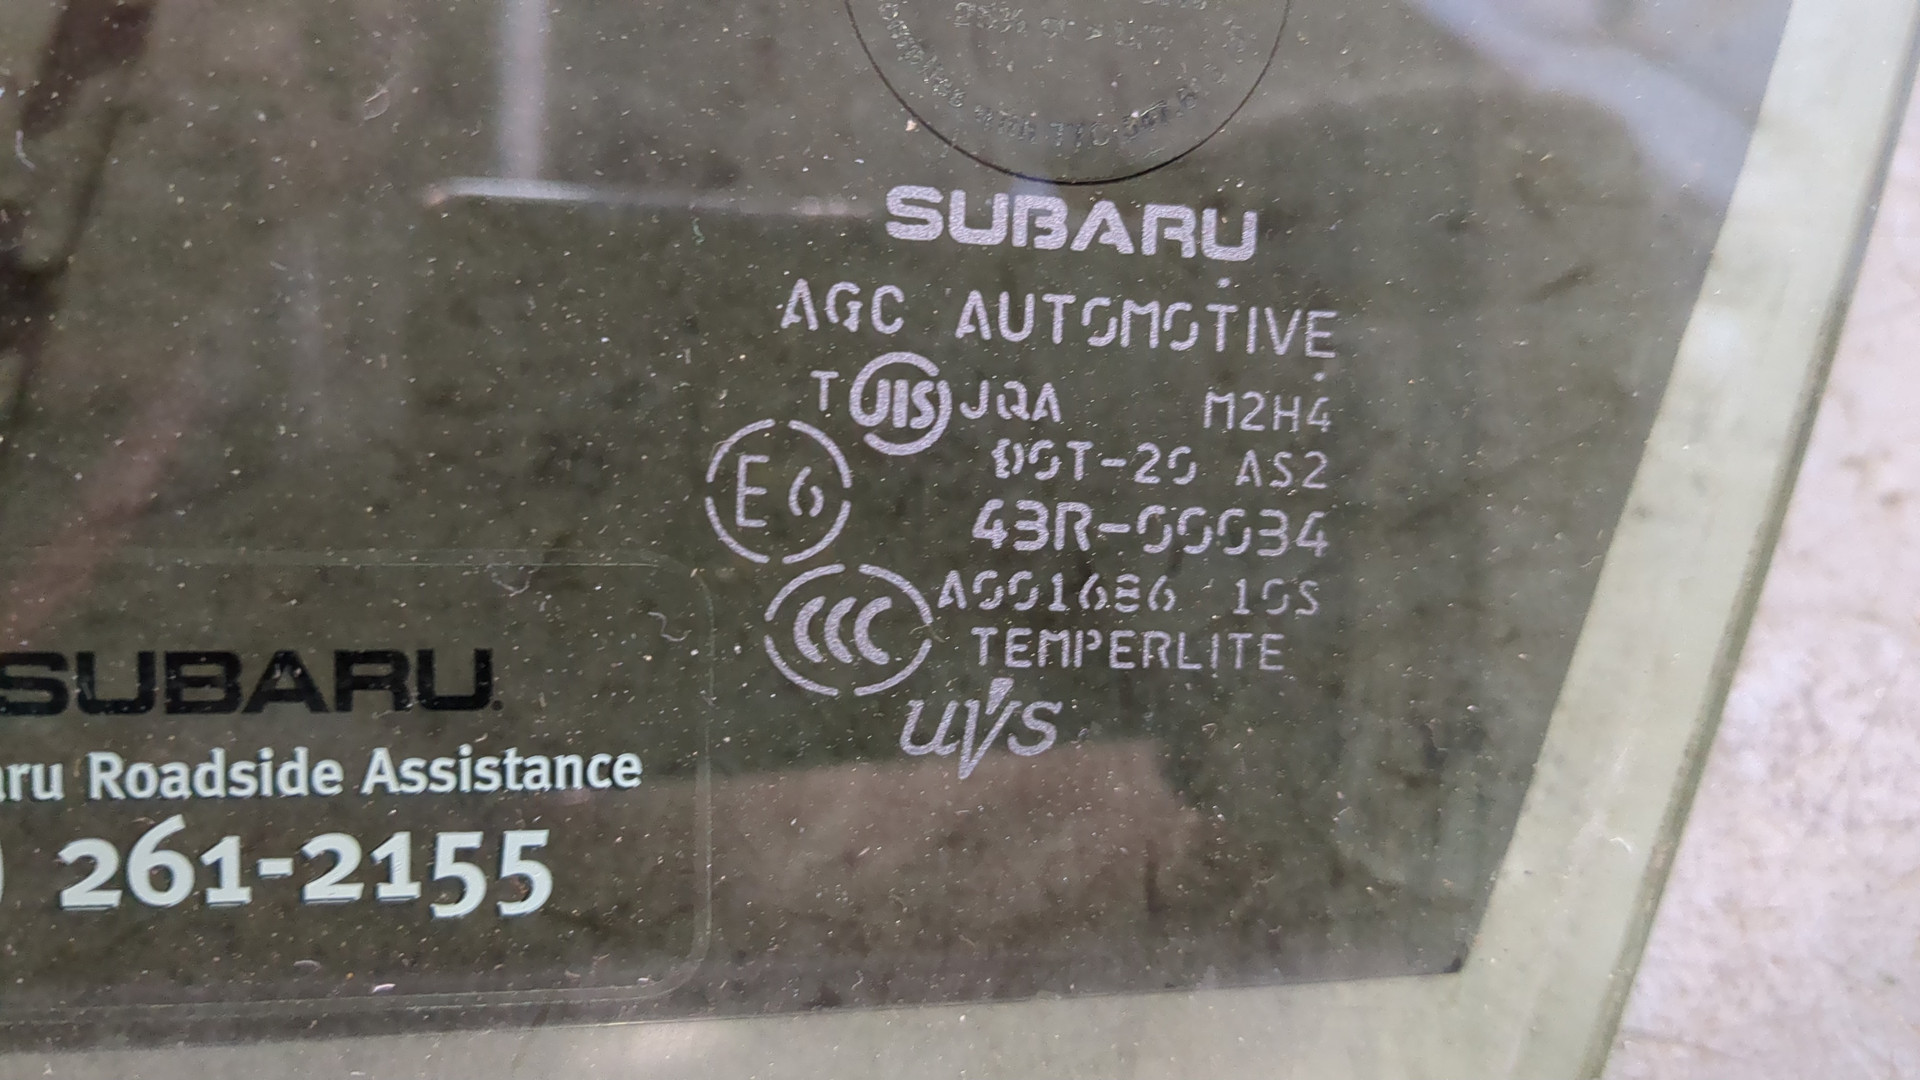 SUBARU
AGC AUTOMOTIVE
T JIS JQA M2H4
DOT-20 AS2
E6
43R-00034
CCC
A001686 10S
TEMPERLITE
UVS
SUBARU.
Roadside Assistance
261-2155